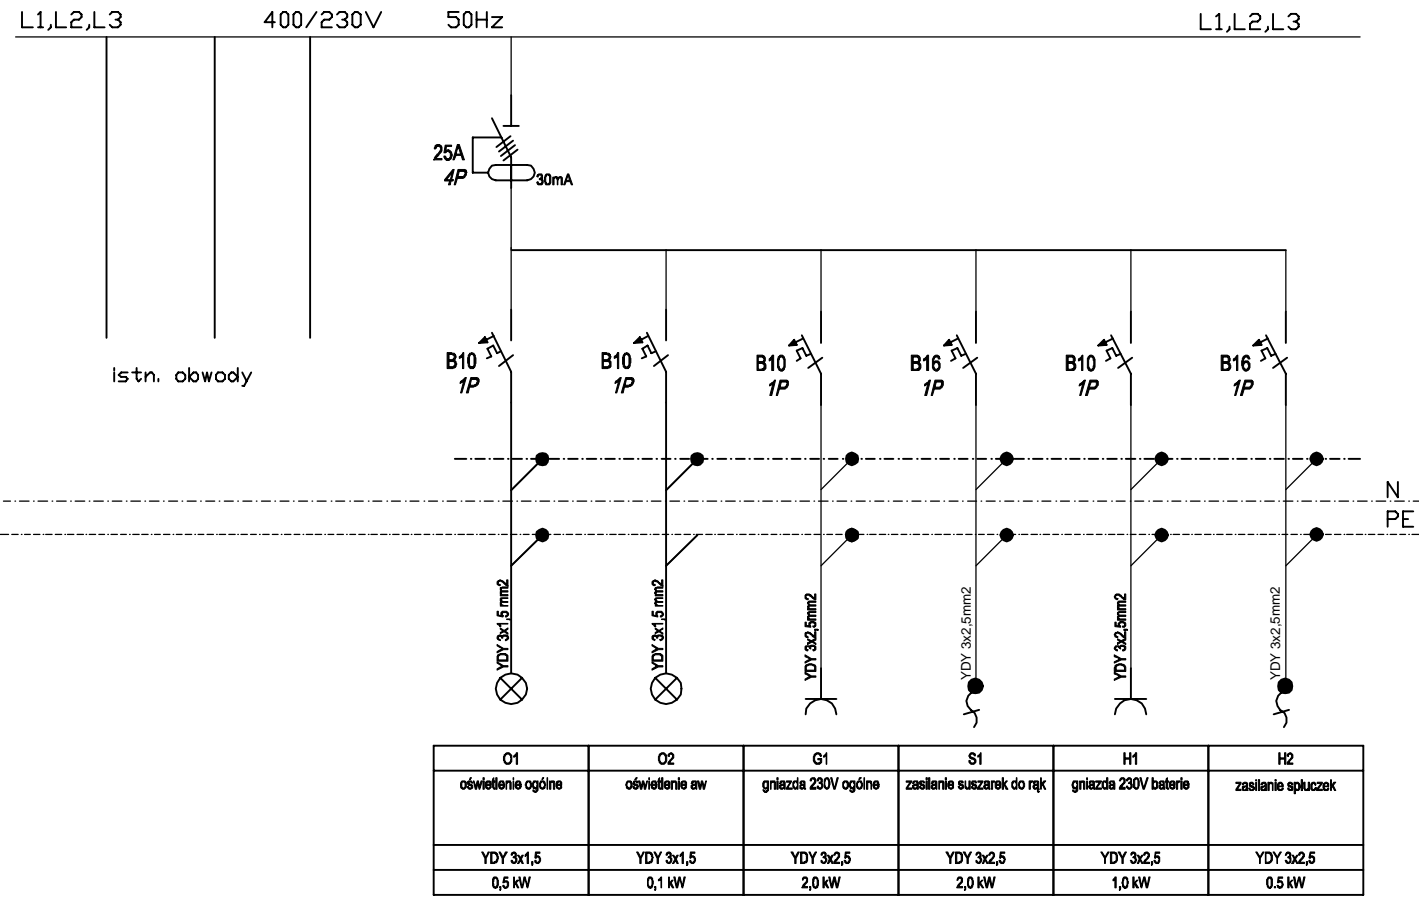 L1,L2,L3 400/230V 50Hz L1,L2,L3
25A
4P 30mA
B10 B10 B10 B16 B10 B16
1P 1P 1P 1P 1P 1P
istn. obwody
N
PE
YDY 3x1,5 mm2
YDY 3x1,5 mm2
YDY 3x2,5mm2
YDY 3x2,5mm2
YDY 3x2,5mm2
YDY 3x2,5mm2
O1 O2 G1 S1 H1 H2
oświetlenie ogólne oświetlenie aw gniazda 230V ogólne zasilanie suszarek do rąk gniazda 230V baterie zasilanie spłuczek
YDY 3x1,5 YDY 3x1,5 YDY 3x2,5 YDY 3x2,5 YDY 3x2,5 YDY 3x2,5
0,5 kW 0,1 kW 2,0 kW 2,0 kW 1,0 kW 0.5 kW